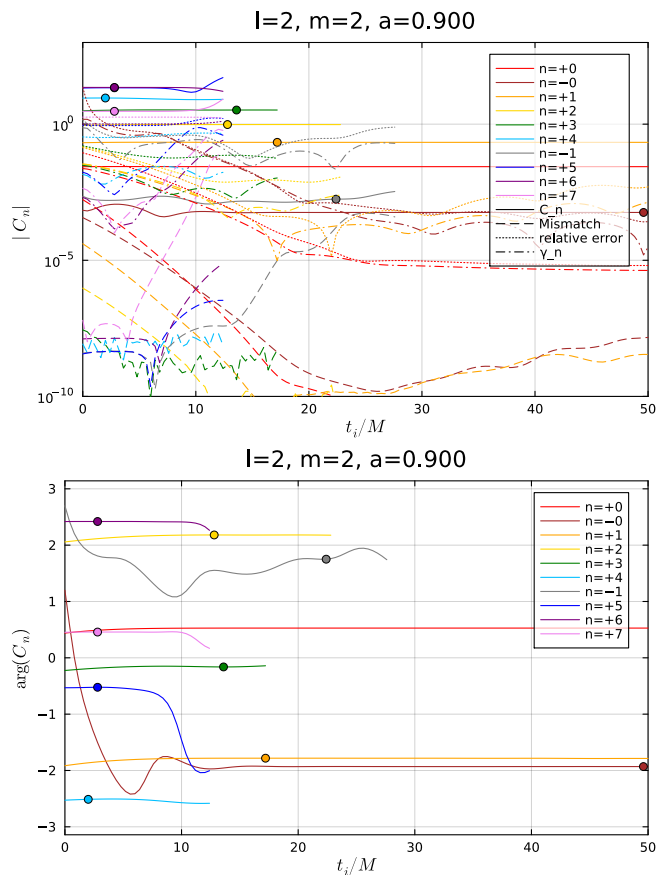 l=2, m=2, a=0.900
| C_n |
10^0
10^−5
10^−10
0
10
20
30
40
50
t_i/M
n=+0
n=−0
n=+1
n=+2
n=+3
n=+4
n=−1
n=+5
n=+6
n=+7
C_n
Mismatch
relative error
γ_n
l=2, m=2, a=0.900
arg(C_n)
3
2
1
0
−1
−2
−3
0
10
20
30
40
50
t_i/M
n=+0
n=−0
n=+1
n=+2
n=+3
n=+4
n=−1
n=+5
n=+6
n=+7